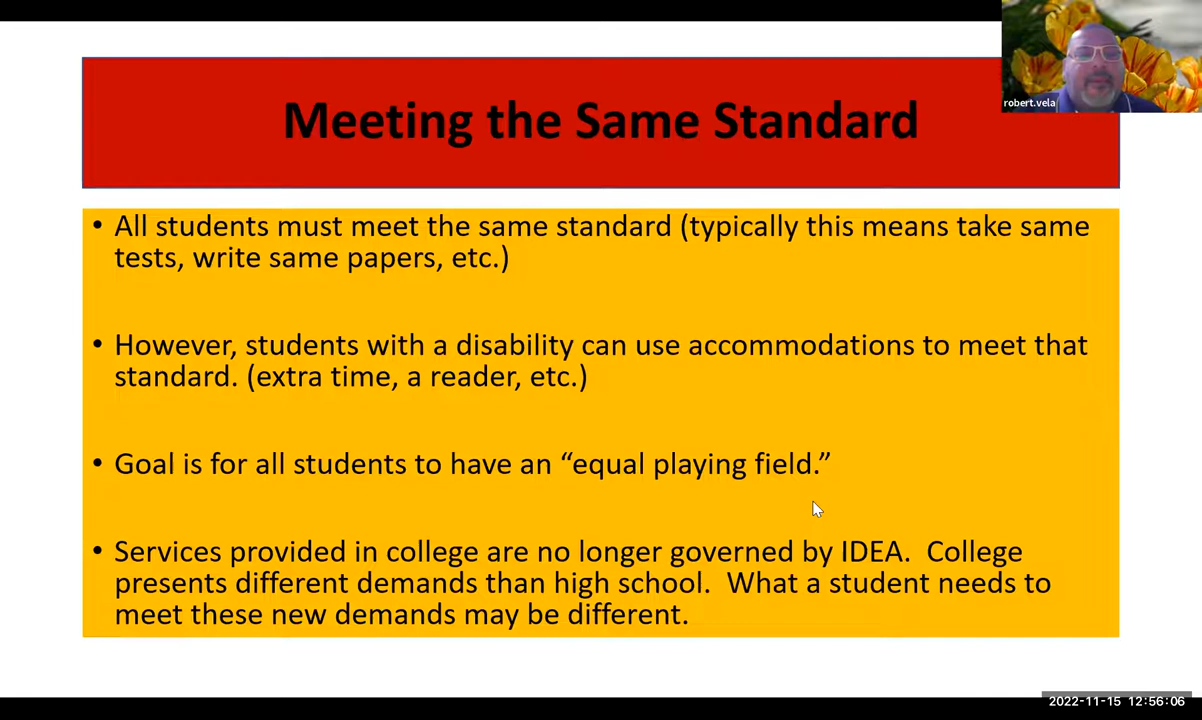 Meeting the Same Standard
robert.vela
• All students must meet the same standard (typically this means take same
tests, write same papers, etc.)
• However, students with a disability can use accommodations to meet that
standard. (extra time, a reader, etc.)
• Goal is for all students to have an “equal playing field.”
• Services provided in college are no longer governed by IDEA.  College
presents different demands than high school.  What a student needs to
meet these new demands may be different.
2022-11-15 12:56:06